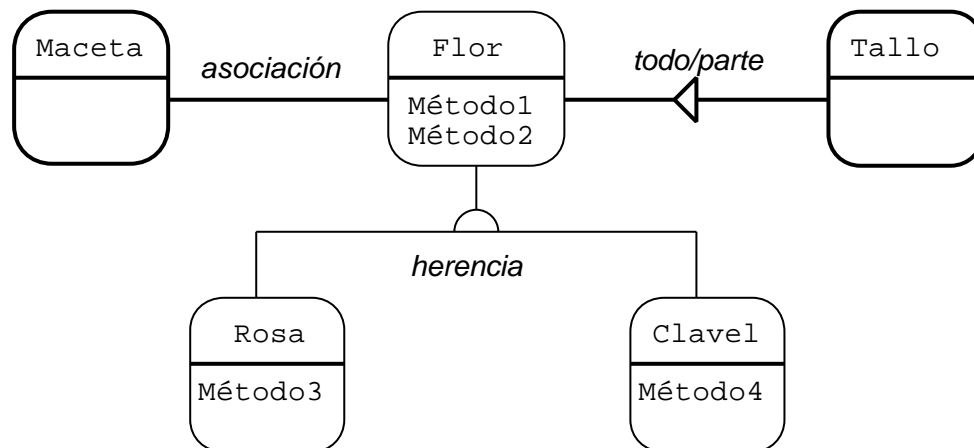 Maceta
asociación
Flor
todo/parte
Tallo
Método1
Método2
herencia
Rosa
Clavel
Método3
Método4